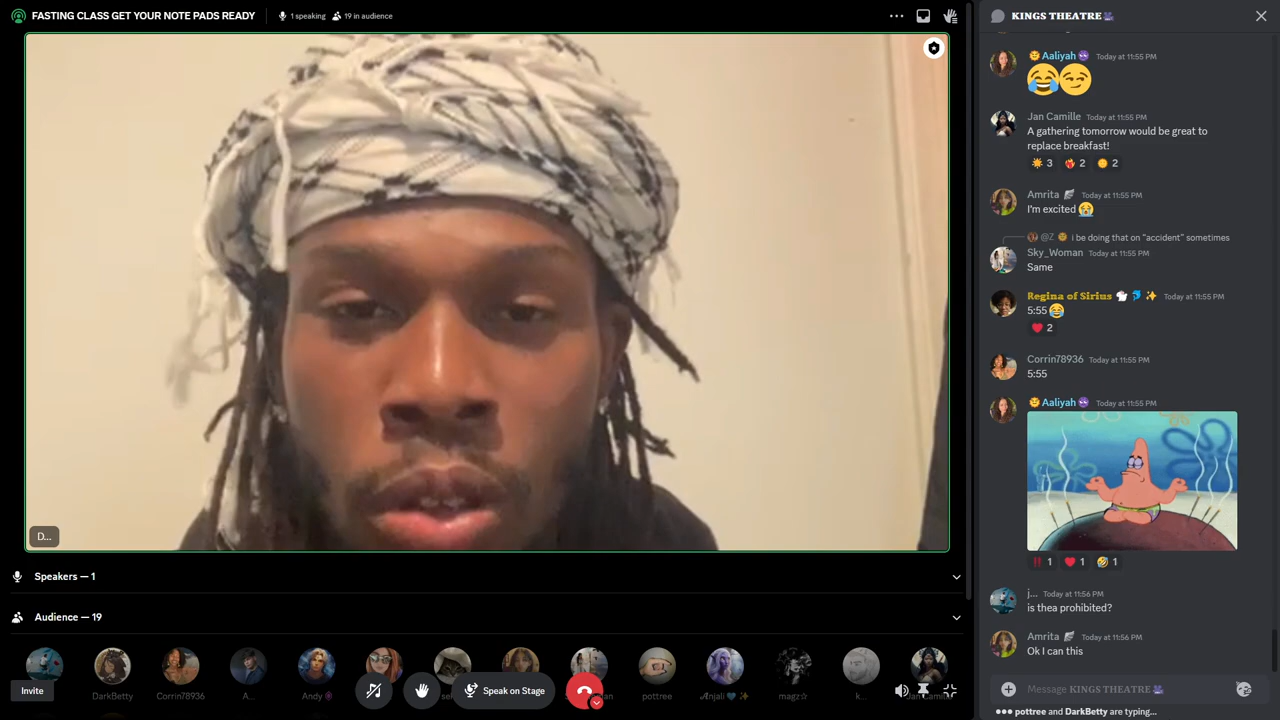 FASTING CLASS GET YOUR NOTE PADS READY
1 speaking
19 in audience
D...
Speakers — 1
Audience — 19
DarkBetty
Corrin78936
A...
Andy
pottree
Anjali
magz☆
k...
Invite
Speak on Stage
KINGS THEATRE
Aaliyah Today at 11:55 PM
Jan Camille Today at 11:55 PM
A gathering tomorrow would be great to
replace breakfast!
3 2 2
Amrita Today at 11:55 PM
I'm excited
@Z i be doing that on "accident" sometimes
Sky_Woman Today at 11:55 PM
Same
Regina of Sirius Today at 11:55 PM
5:55
2
Corrin78936 Today at 11:55 PM
5:55
Aaliyah Today at 11:55 PM
1 1 1
j... Today at 11:56 PM
is thea prohibited?
Amrita Today at 11:56 PM
Ok I can this
Message KINGS THEATRE
pottree and DarkBetty are typing...